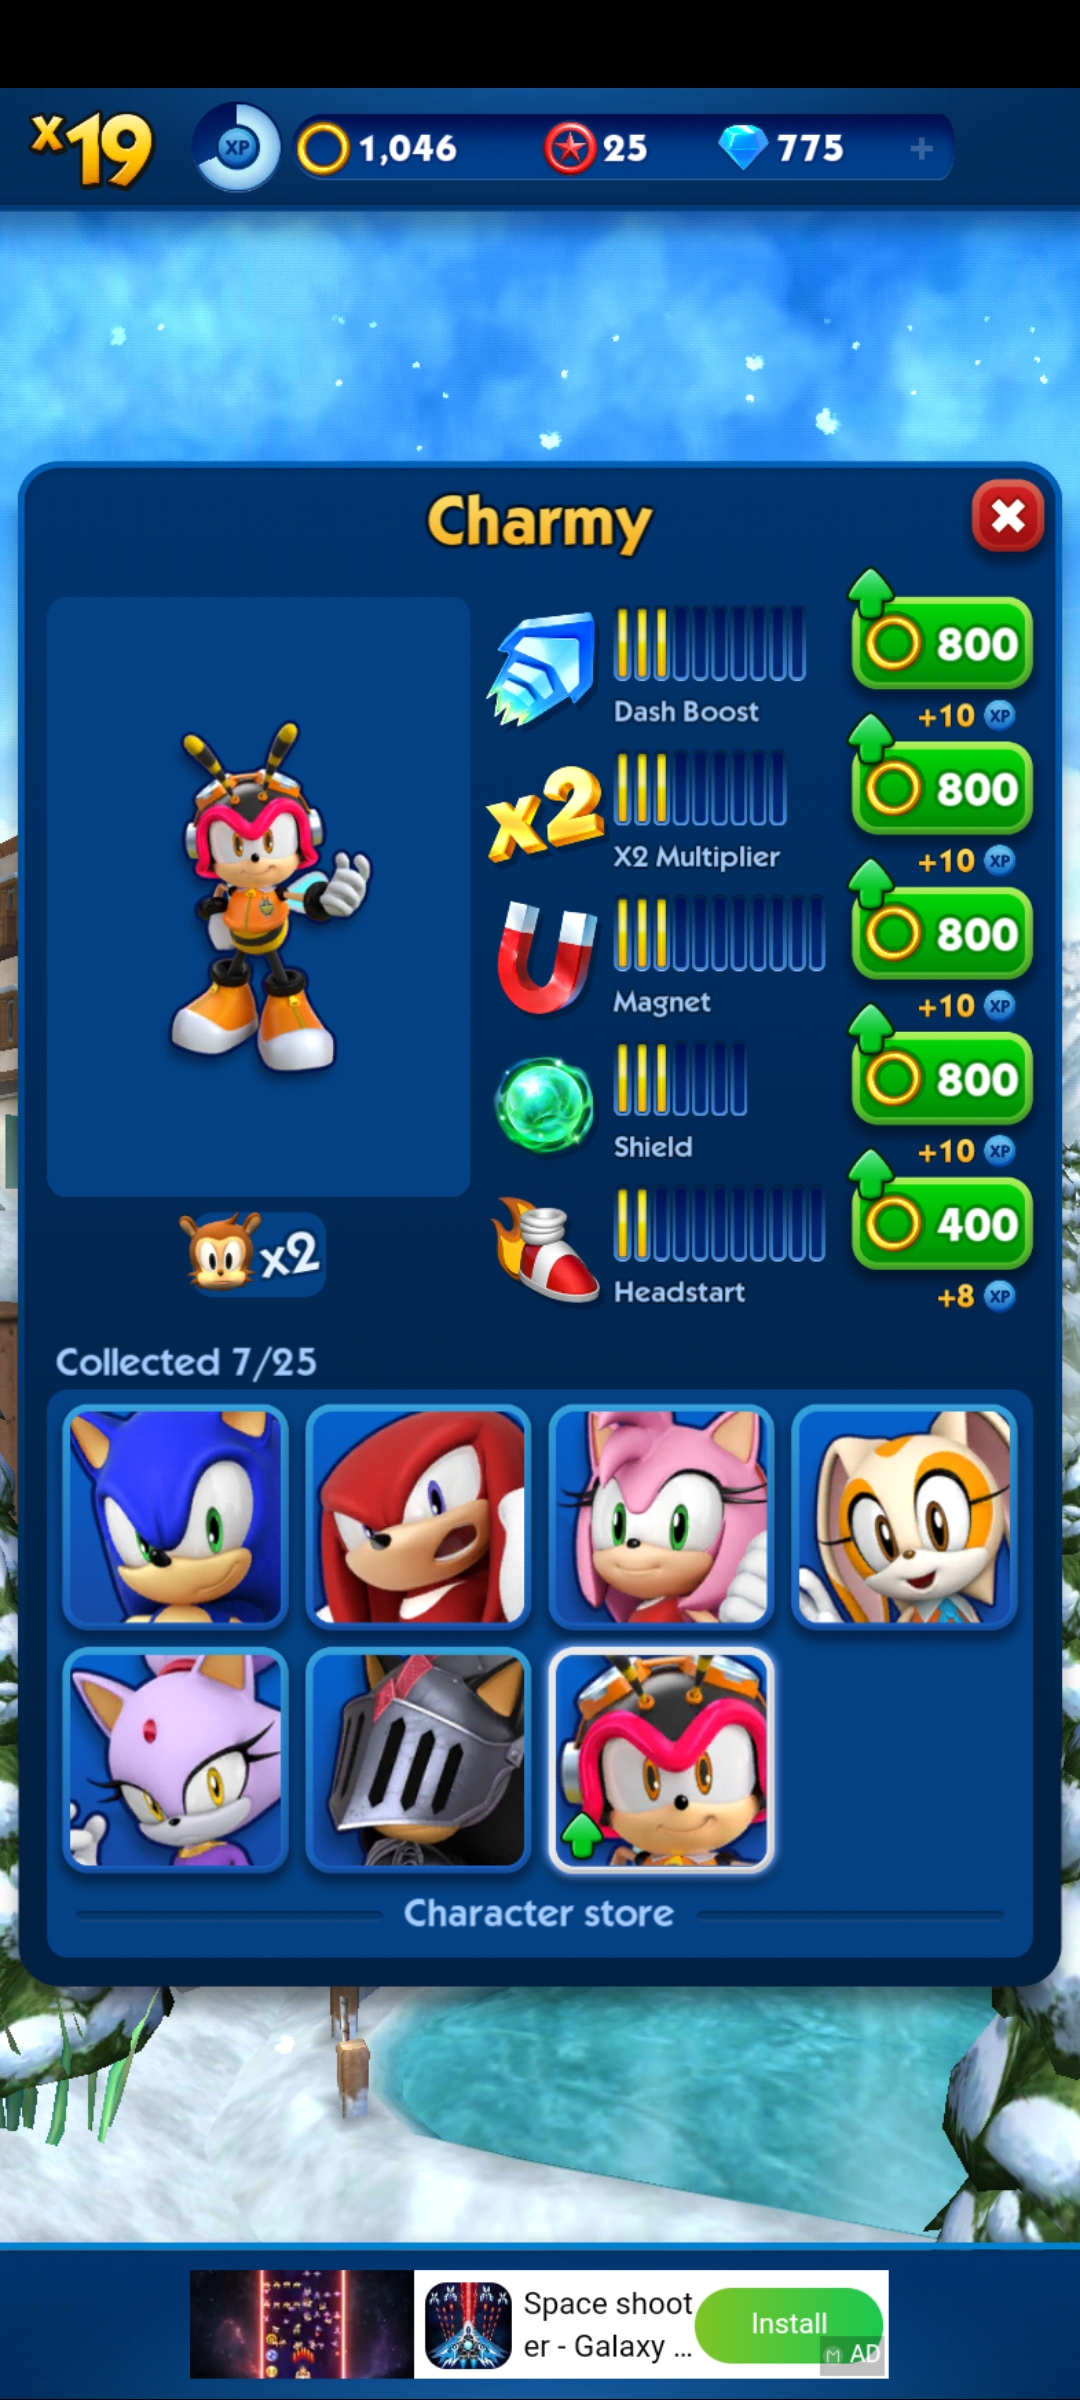 x19
XP
1,046
25
775
+
Charmy
800
Dash Boost
+10 XP
x2
800
X2 Multiplier
+10 XP
800
Magnet
+10 XP
800
Shield
+10 XP
x2
400
Headstart
+8 XP
Collected 7/25
Character store
Space shoot
er - Galaxy ...
Install
AD